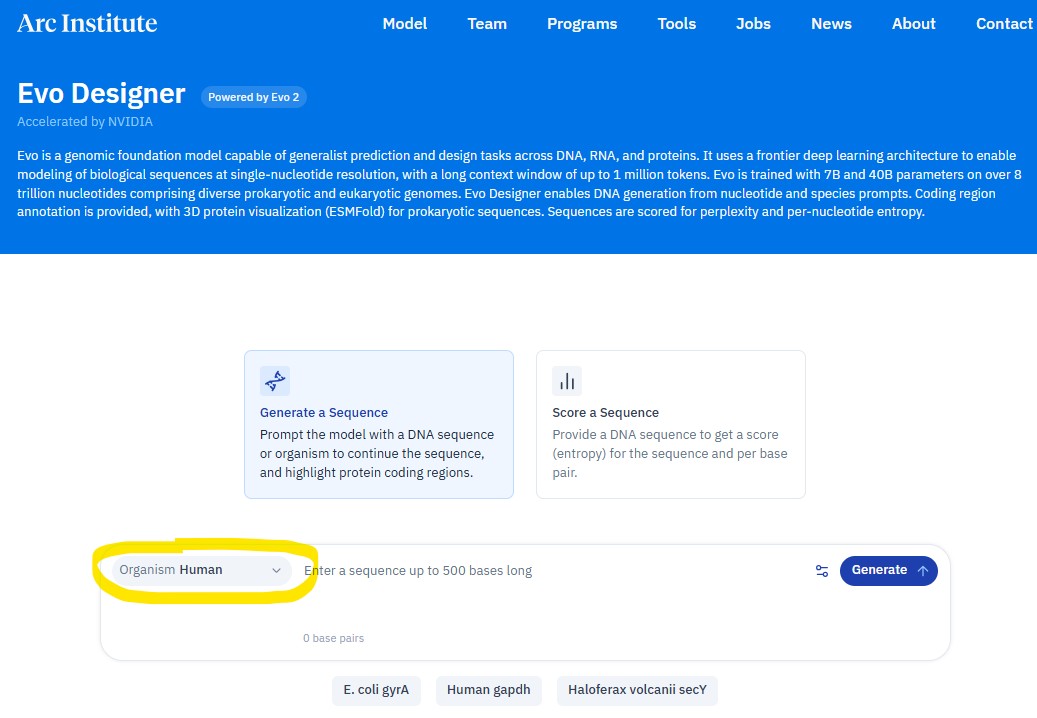 Arc Institute
Model Team Programs Tools Jobs News About Contact
Evo Designer Powered by Evo 2
Accelerated by NVIDIA
Evo is a genomic foundation model capable of generalist prediction and design tasks across DNA, RNA, and proteins. It uses a frontier deep learning architecture to enable
modeling of biological sequences at single-nucleotide resolution, with a long context window of up to 1 million tokens. Evo is trained with 7B and 40B parameters on over 8
trillion nucleotides comprising diverse prokaryotic and eukaryotic genomes. Evo Designer enables DNA generation from nucleotide and species prompts. Coding region
annotation is provided, with 3D protein visualization (ESMFold) for prokaryotic sequences. Sequences are scored for perplexity and per-nucleotide entropy.
Generate a Sequence
Prompt the model with a DNA sequence
or organism to continue the sequence,
and highlight protein coding regions.
Score a Sequence
Provide a DNA sequence to get a score
(entropy) for the sequence and per base
pair.
Organism Human
Enter a sequence up to 500 bases long
Generate
0 base pairs
E. coli gyrA Human gapdh Haloferax volcanii secY